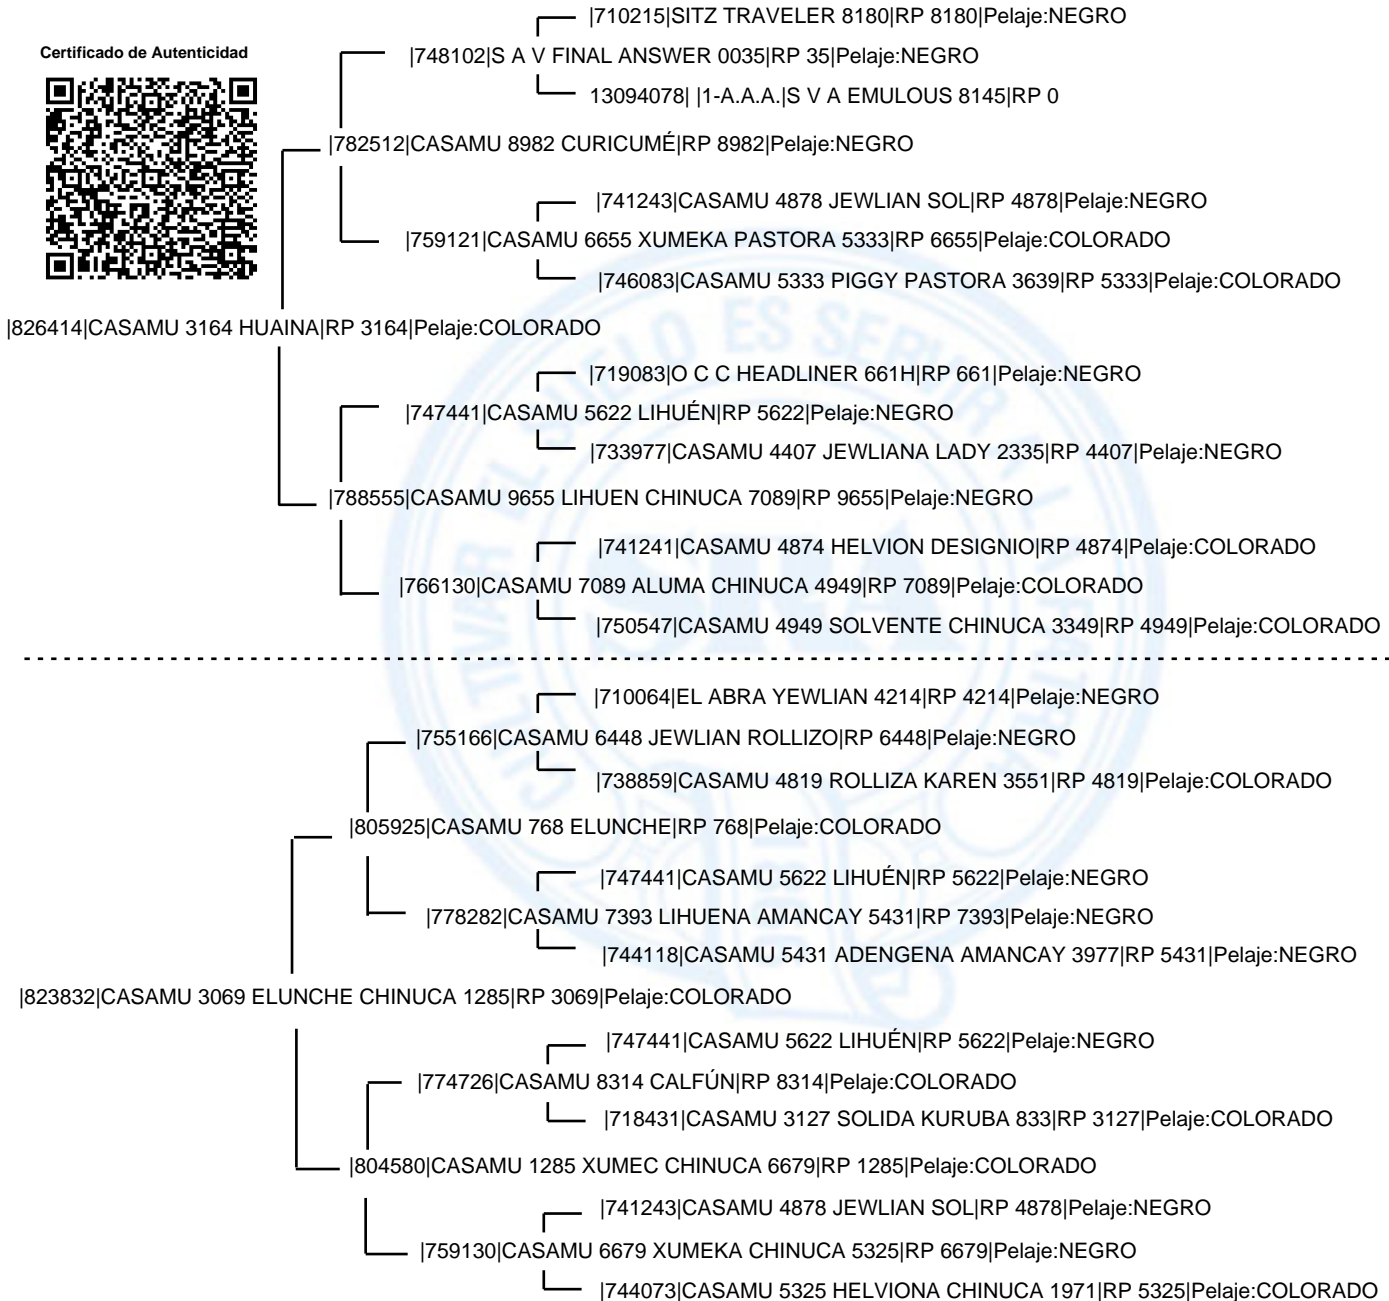 |710215|SITZ TRAVELER 8180|RP 8180|Pelaje:NEGRO
Certificado de Autenticidad
|748102|S A V FINAL ANSWER 0035|RP 35|Pelaje:NEGRO
13094078| |1-A.A.A.|S V A EMULOUS 8145|RP 0
|782512|CASAMU 8982 CURICUMÉ|RP 8982|Pelaje:NEGRO
|741243|CASAMU 4878 JEWLIAN SOL|RP 4878|Pelaje:NEGRO
|759121|CASAMU 6655 XUMEKA PASTORA 5333|RP 6655|Pelaje:COLORADO
|746083|CASAMU 5333 PIGGY PASTORA 3639|RP 5333|Pelaje:COLORADO
|826414|CASAMU 3164 HUAINA|RP 3164|Pelaje:COLORADO
|719083|O C C HEADLINER 661H|RP 661|Pelaje:NEGRO
|747441|CASAMU 5622 LIHUÉN|RP 5622|Pelaje:NEGRO
|733977|CASAMU 4407 JEWLIANA LADY 2335|RP 4407|Pelaje:NEGRO
|788555|CASAMU 9655 LIHUEN CHINUCA 7089|RP 9655|Pelaje:NEGRO
|741241|CASAMU 4874 HELVION DESIGNIO|RP 4874|Pelaje:COLORADO
|766130|CASAMU 7089 ALUMA CHINUCA 4949|RP 7089|Pelaje:COLORADO
|750547|CASAMU 4949 SOLVENTE CHINUCA 3349|RP 4949|Pelaje:COLORADO
|710064|EL ABRA YEWLIAN 4214|RP 4214|Pelaje:NEGRO
|755166|CASAMU 6448 JEWLIAN ROLLIZO|RP 6448|Pelaje:NEGRO
|738859|CASAMU 4819 ROLLIZA KAREN 3551|RP 4819|Pelaje:COLORADO
|805925|CASAMU 768 ELUNCHE|RP 768|Pelaje:COLORADO
|747441|CASAMU 5622 LIHUÉN|RP 5622|Pelaje:NEGRO
|778282|CASAMU 7393 LIHUENA AMANCAY 5431|RP 7393|Pelaje:NEGRO
|744118|CASAMU 5431 ADENGENA AMANCAY 3977|RP 5431|Pelaje:NEGRO
|823832|CASAMU 3069 ELUNCHE CHINUCA 1285|RP 3069|Pelaje:COLORADO
|747441|CASAMU 5622 LIHUÉN|RP 5622|Pelaje:NEGRO
|774726|CASAMU 8314 CALFÚN|RP 8314|Pelaje:COLORADO
|718431|CASAMU 3127 SOLIDA KURUBA 833|RP 3127|Pelaje:COLORADO
|804580|CASAMU 1285 XUMEC CHINUCA 6679|RP 1285|Pelaje:COLORADO
|741243|CASAMU 4878 JEWLIAN SOL|RP 4878|Pelaje:NEGRO
|759130|CASAMU 6679 XUMEKA CHINUCA 5325|RP 6679|Pelaje:NEGRO
|744073|CASAMU 5325 HELVIONA CHINUCA 1971|RP 5325|Pelaje:COLORADO
CULTIVAR EL SUELO ES SERVIR A LA PATRIA
SRA